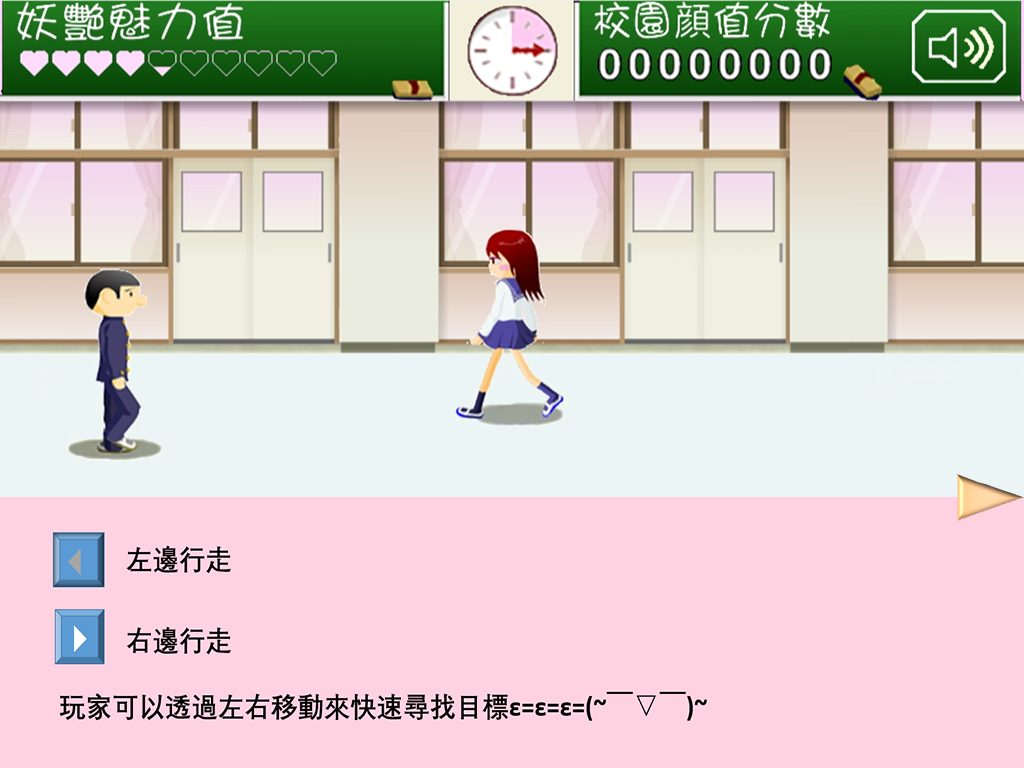 妖艷魅力值
校園顏值分數
00000000
左邊行走
右邊行走
玩家可以透過左右移動來快速尋找目標ε=ε=ε=(~￣▽￣)~